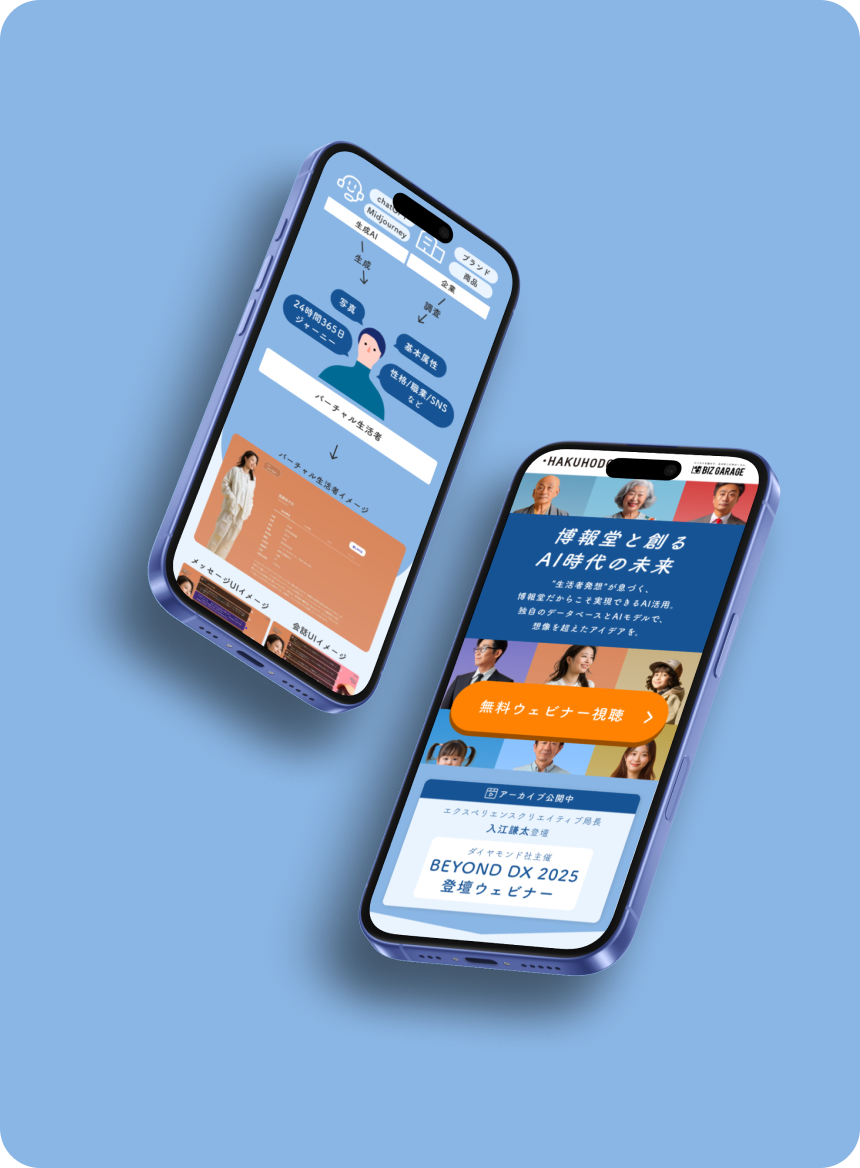 Midjourney
生成AI
ブランド
商品
企業
生成
調査
写真
24時間365日
ジャーニー
基本属性
性格/職業/SNS
など
バーチャル生活者
バーチャル生活者イメージ
メッセージUIイメージ
会話UIイメージ
BIZ GARAGE
博報堂と創る
AI時代の未来
"生活者発想"が息づく、
博報堂だからこそ実現できるAI活用。
独自のデータベースとAIモデルで、
想像を超えたアイデアを。
無料ウェビナー視聴
アーカイブ公開中
エクスペリエンスクリエイティブ局長
入江謙太登壇
ダイヤモンド社主催
BEYOND DX 2025
登壇ウェビナー